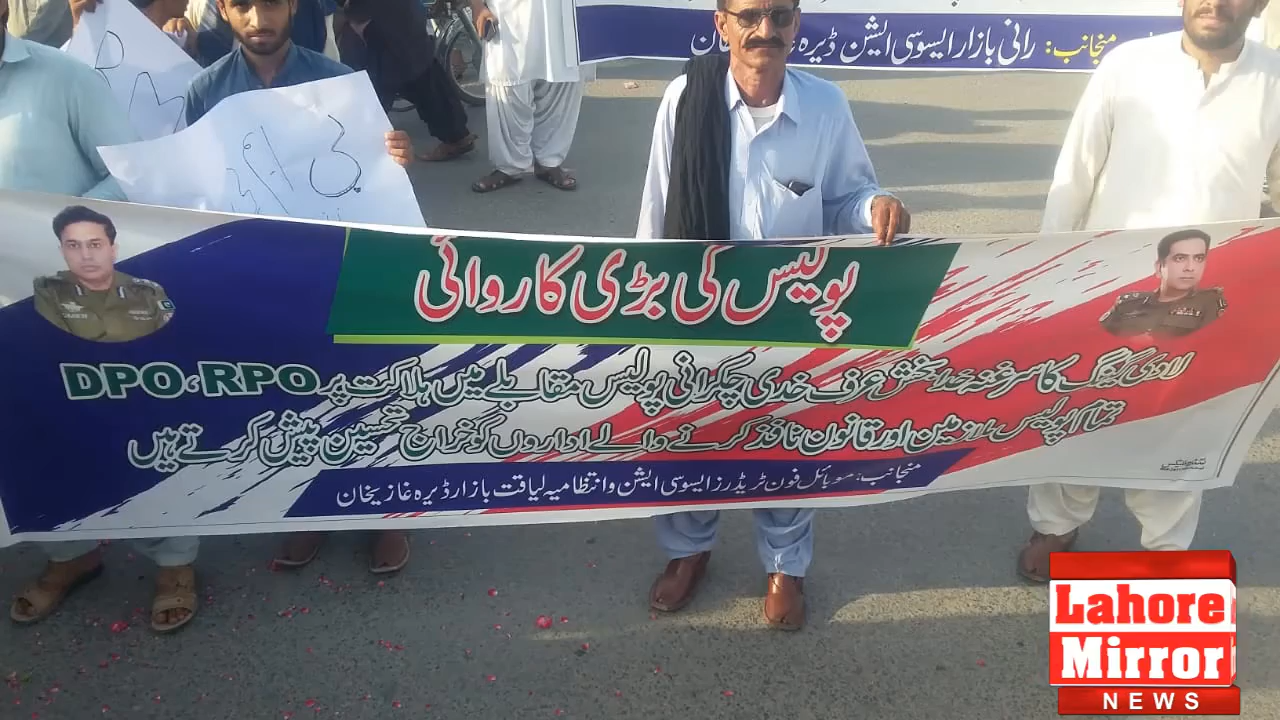 منجانب: رانی بازار ایسوسی ایشن ڈیرہ
پولیس کی بڑی کاروائی
لادی گینگ کا سرغنہ خدا بخش عرف خدی چکرانی پولیس مقابلے میں ہلاکت پر DPO، RPO
تمام پولیس ملازمین اور قانون نافذ کرنے والے اداروں کو خراج تحسین پیش کرتے ہیں
منجانب: موبائل فون ٹریڈرز ایسوسی ایشن و انتظامیہ لیاقت بازار ڈیرہ غازیخان
Lahore
Mirror
NEWS